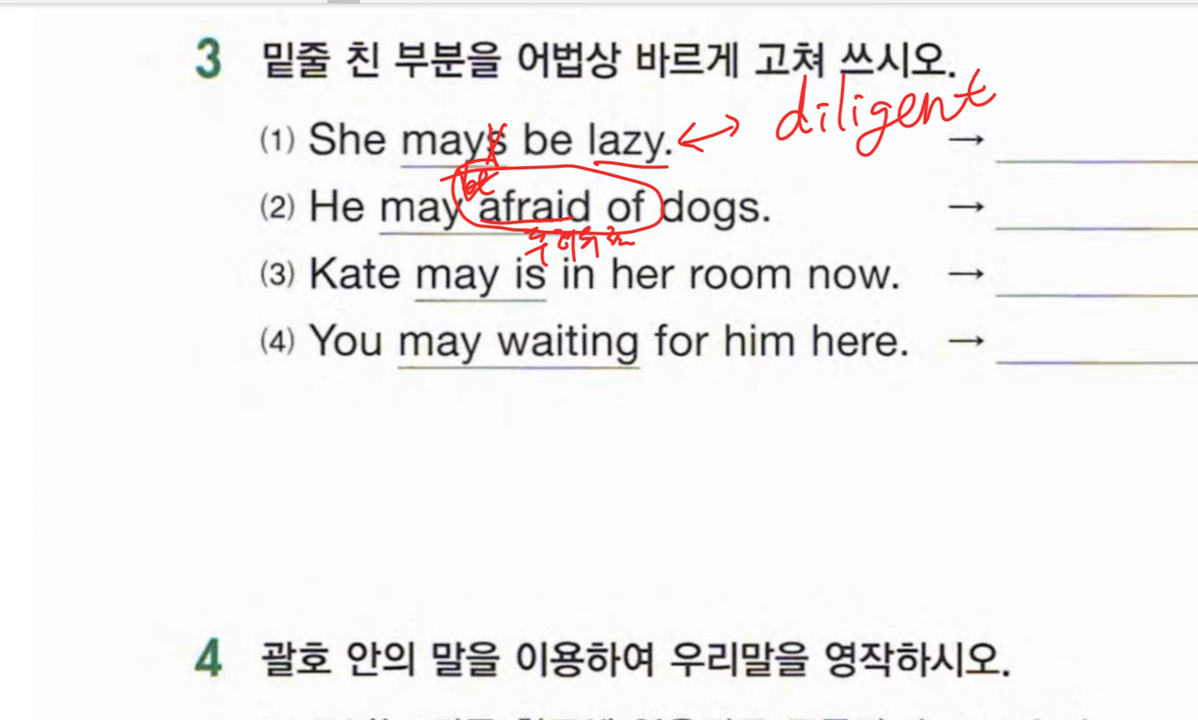 3 밑줄 친 부분을 어법상 바르게 고쳐 쓰시오.
(1) She mays be lazy. ↔ diligent →
be
(2) He may afraid of dogs. →
(3) Kate may is in her room now. →
(4) You may waiting for him here. →
4 괄호 안의 말을 이용하여 우리말을 영작하시오.